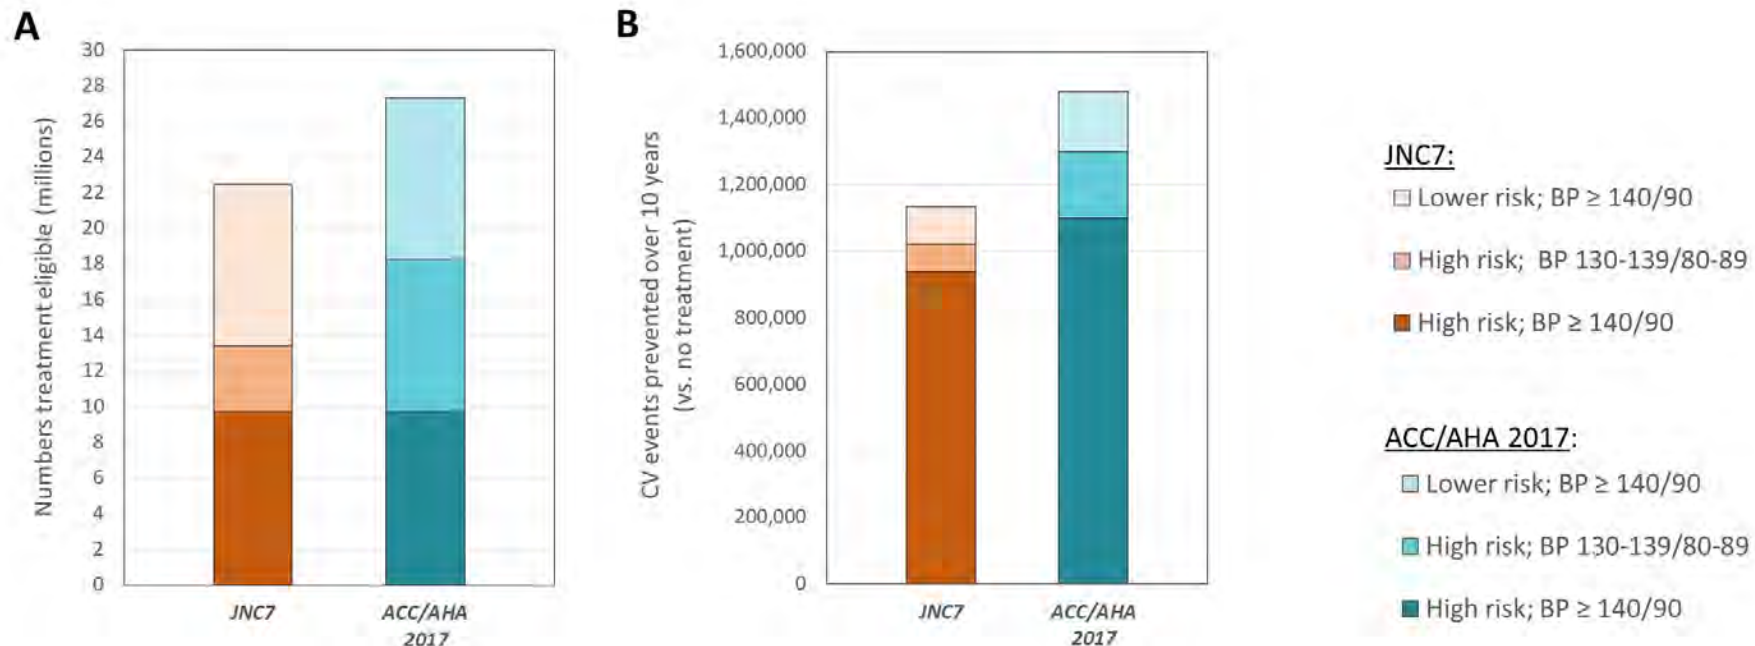 A
Numbers treatment eligible (millions)
30
28
26
24
22
20
18
16
14
12
10
8
6
4
2
0
JNC7
ACC/AHA
2017
B
CV events prevented over 10 years
(vs. no treatment)
1,600,000
1,400,000
1,200,000
1,000,000
800,000
600,000
400,000
200,000
0
JNC7
ACC/AHA
2017
JNC7:
Lower risk; BP ≥ 140/90
High risk;  BP 130-139/80-89
High risk; BP ≥ 140/90
ACC/AHA 2017:
Lower risk; BP ≥ 140/90
High risk; BP 130-139/80-89
High risk; BP ≥ 140/90